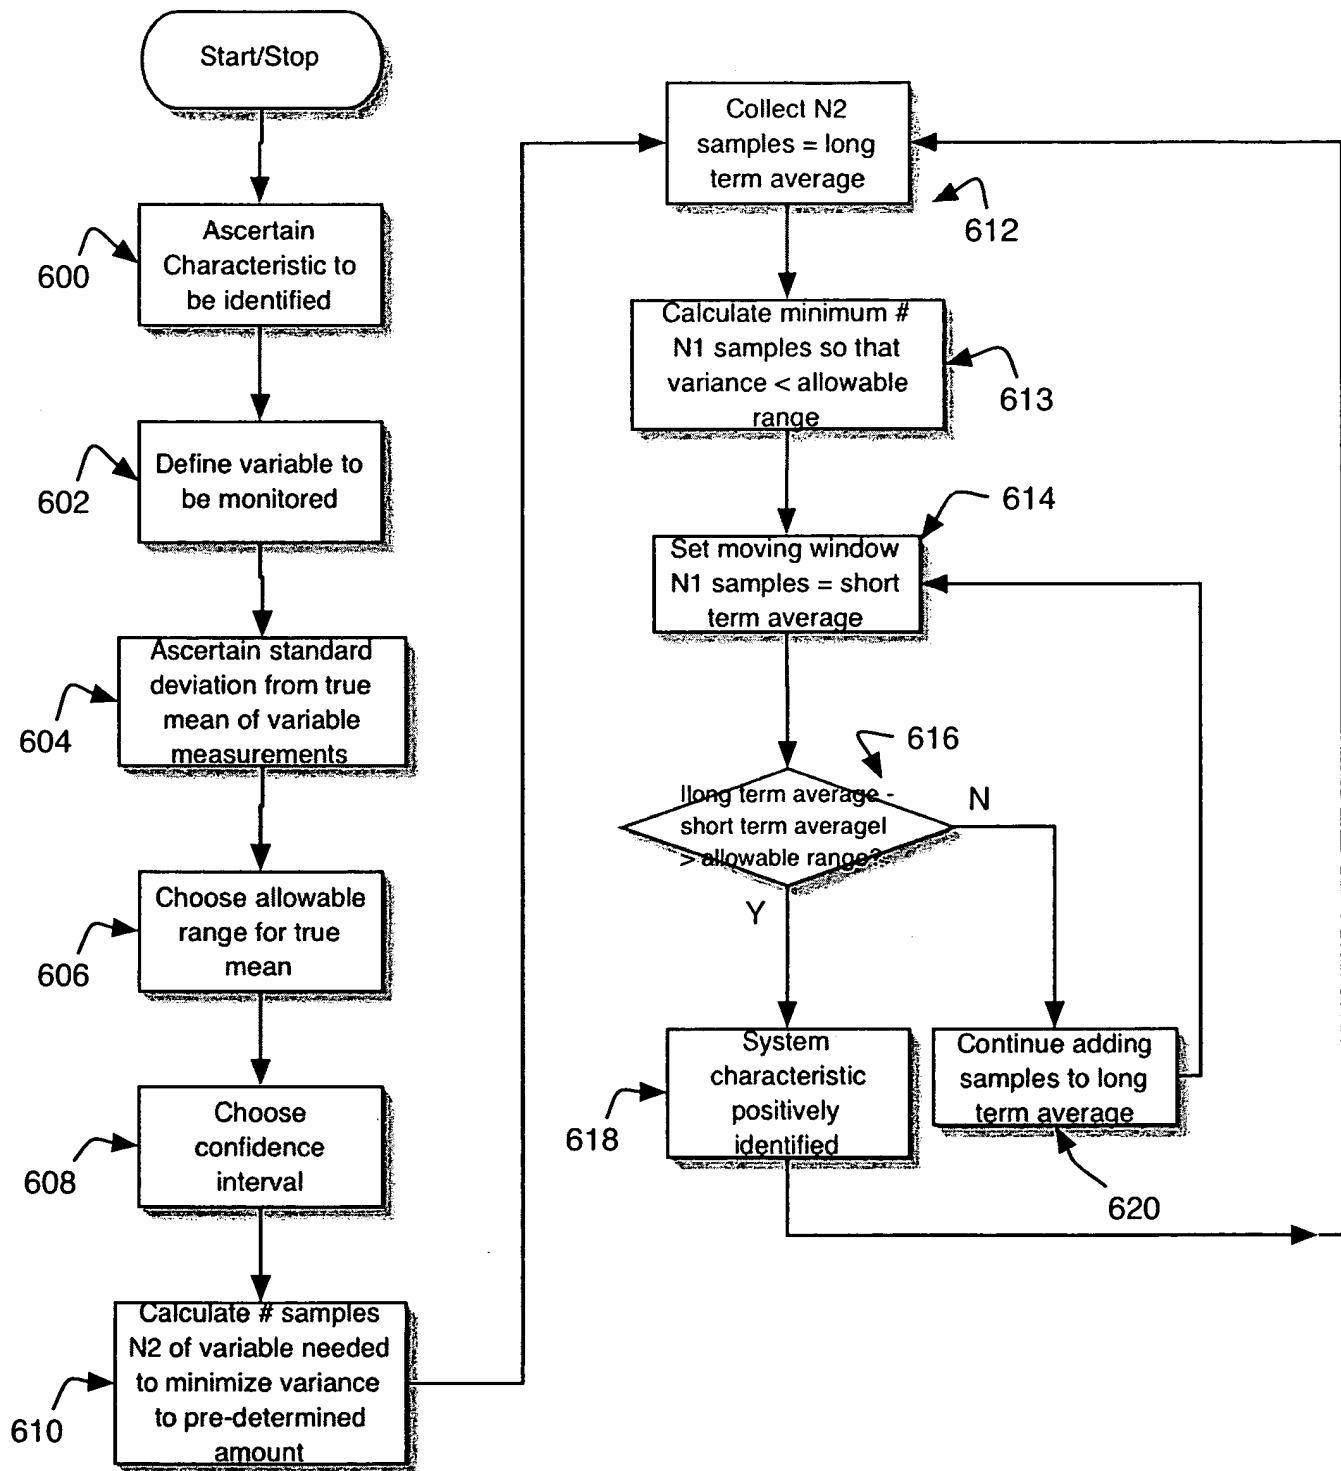 Start/Stop
600
Ascertain
Characteristic to
be identified
602
Define variable to
be monitored
604
Ascertain standard
deviation from true
mean of variable
measurements
606
Choose allowable
range for true
mean
608
Choose
confidence
interval
610
Calculate # samples
N2 of variable needed
to minimize variance
to pre-determined
amount
Collect N2
samples = long
term average
612
Calculate minimum #
N1 samples so that
variance < allowable
range
613
614
Set moving window
N1 samples = short
term average
616
|long term average -
short term average|
> allowable range?
N
Y
618
System
characteristic
positively
identified
Continue adding
samples to long
term average
620